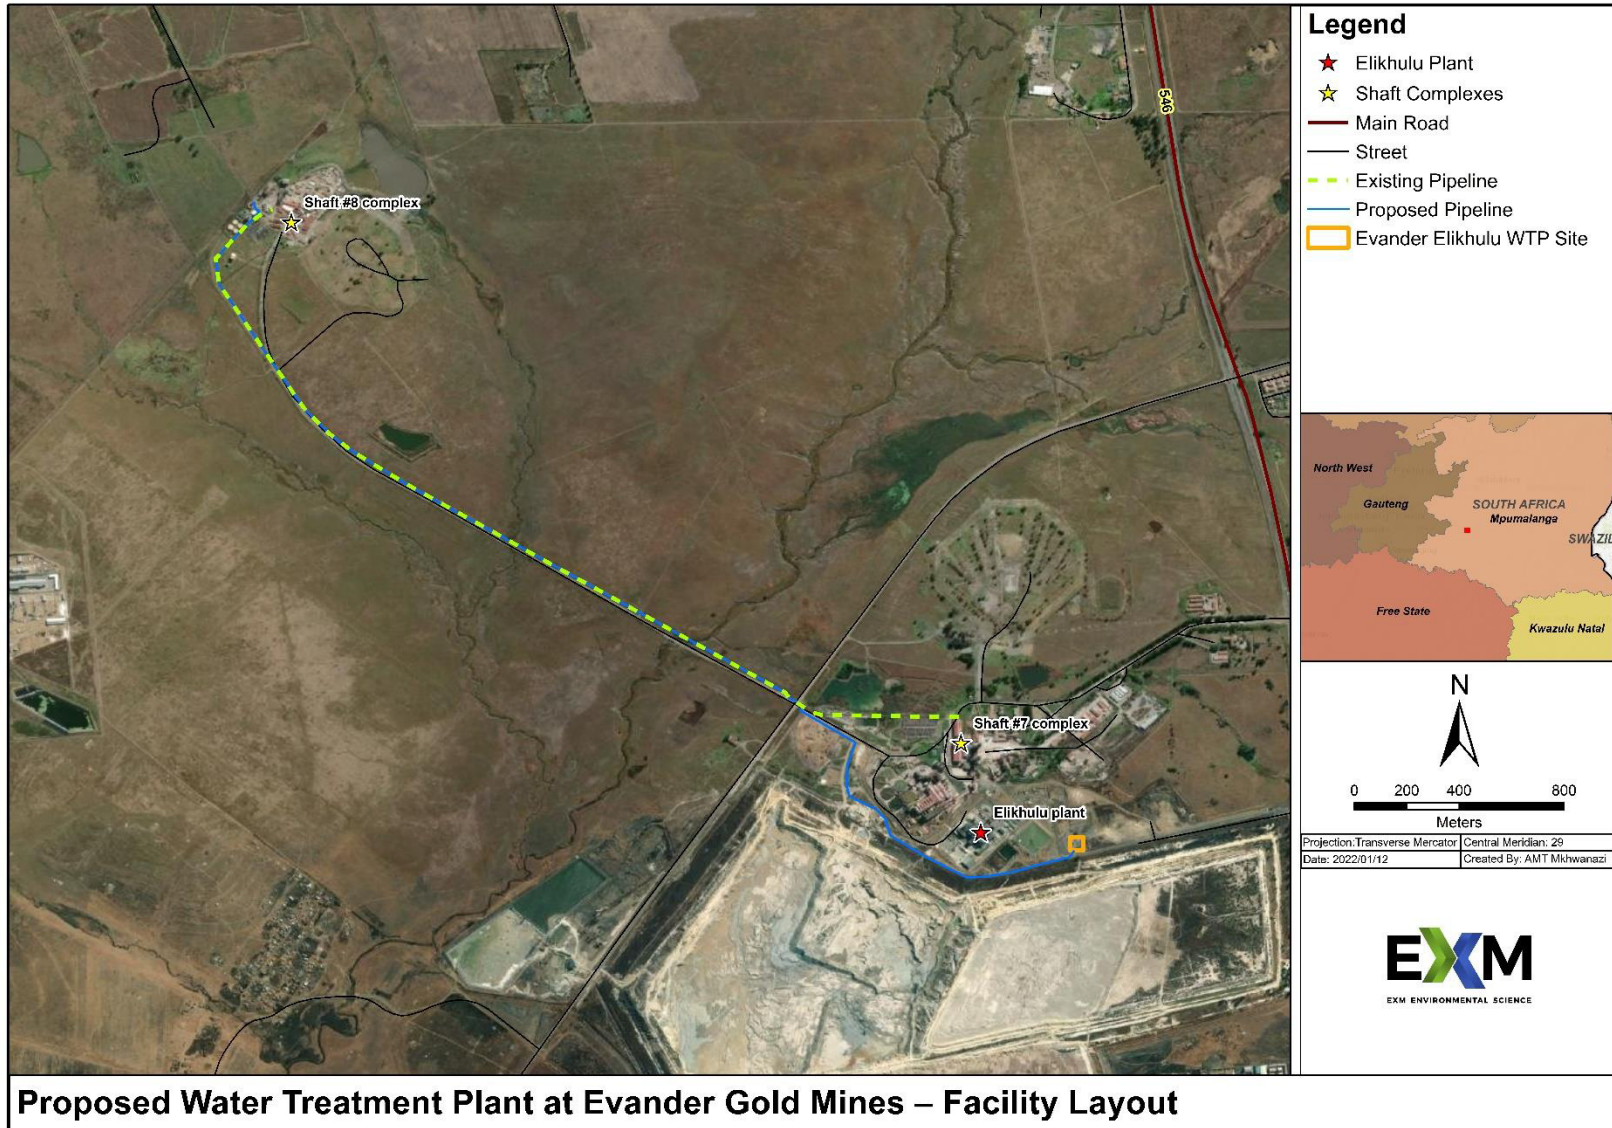 Legend
Elikhulu Plant
Shaft Complexes
Main Road
Street
Existing Pipeline
Proposed Pipeline
Evander Elikhulu WTP Site
546
Shaft #8 complex
Shaft #7 complex
Elikhulu plant
North West
Gauteng
SOUTH AFRICA
Mpumalanga
SWAZIL
Free State
Kwazulu Natal
N
0 200 400 800
Meters
Projection:Transverse Mercator Central Meridian: 29
Date: 2022/01/12 Created By: AMT Mkhwanazi
EXM
EXM ENVIRONMENTAL SCIENCE
Proposed Water Treatment Plant at Evander Gold Mines – Facility Layout